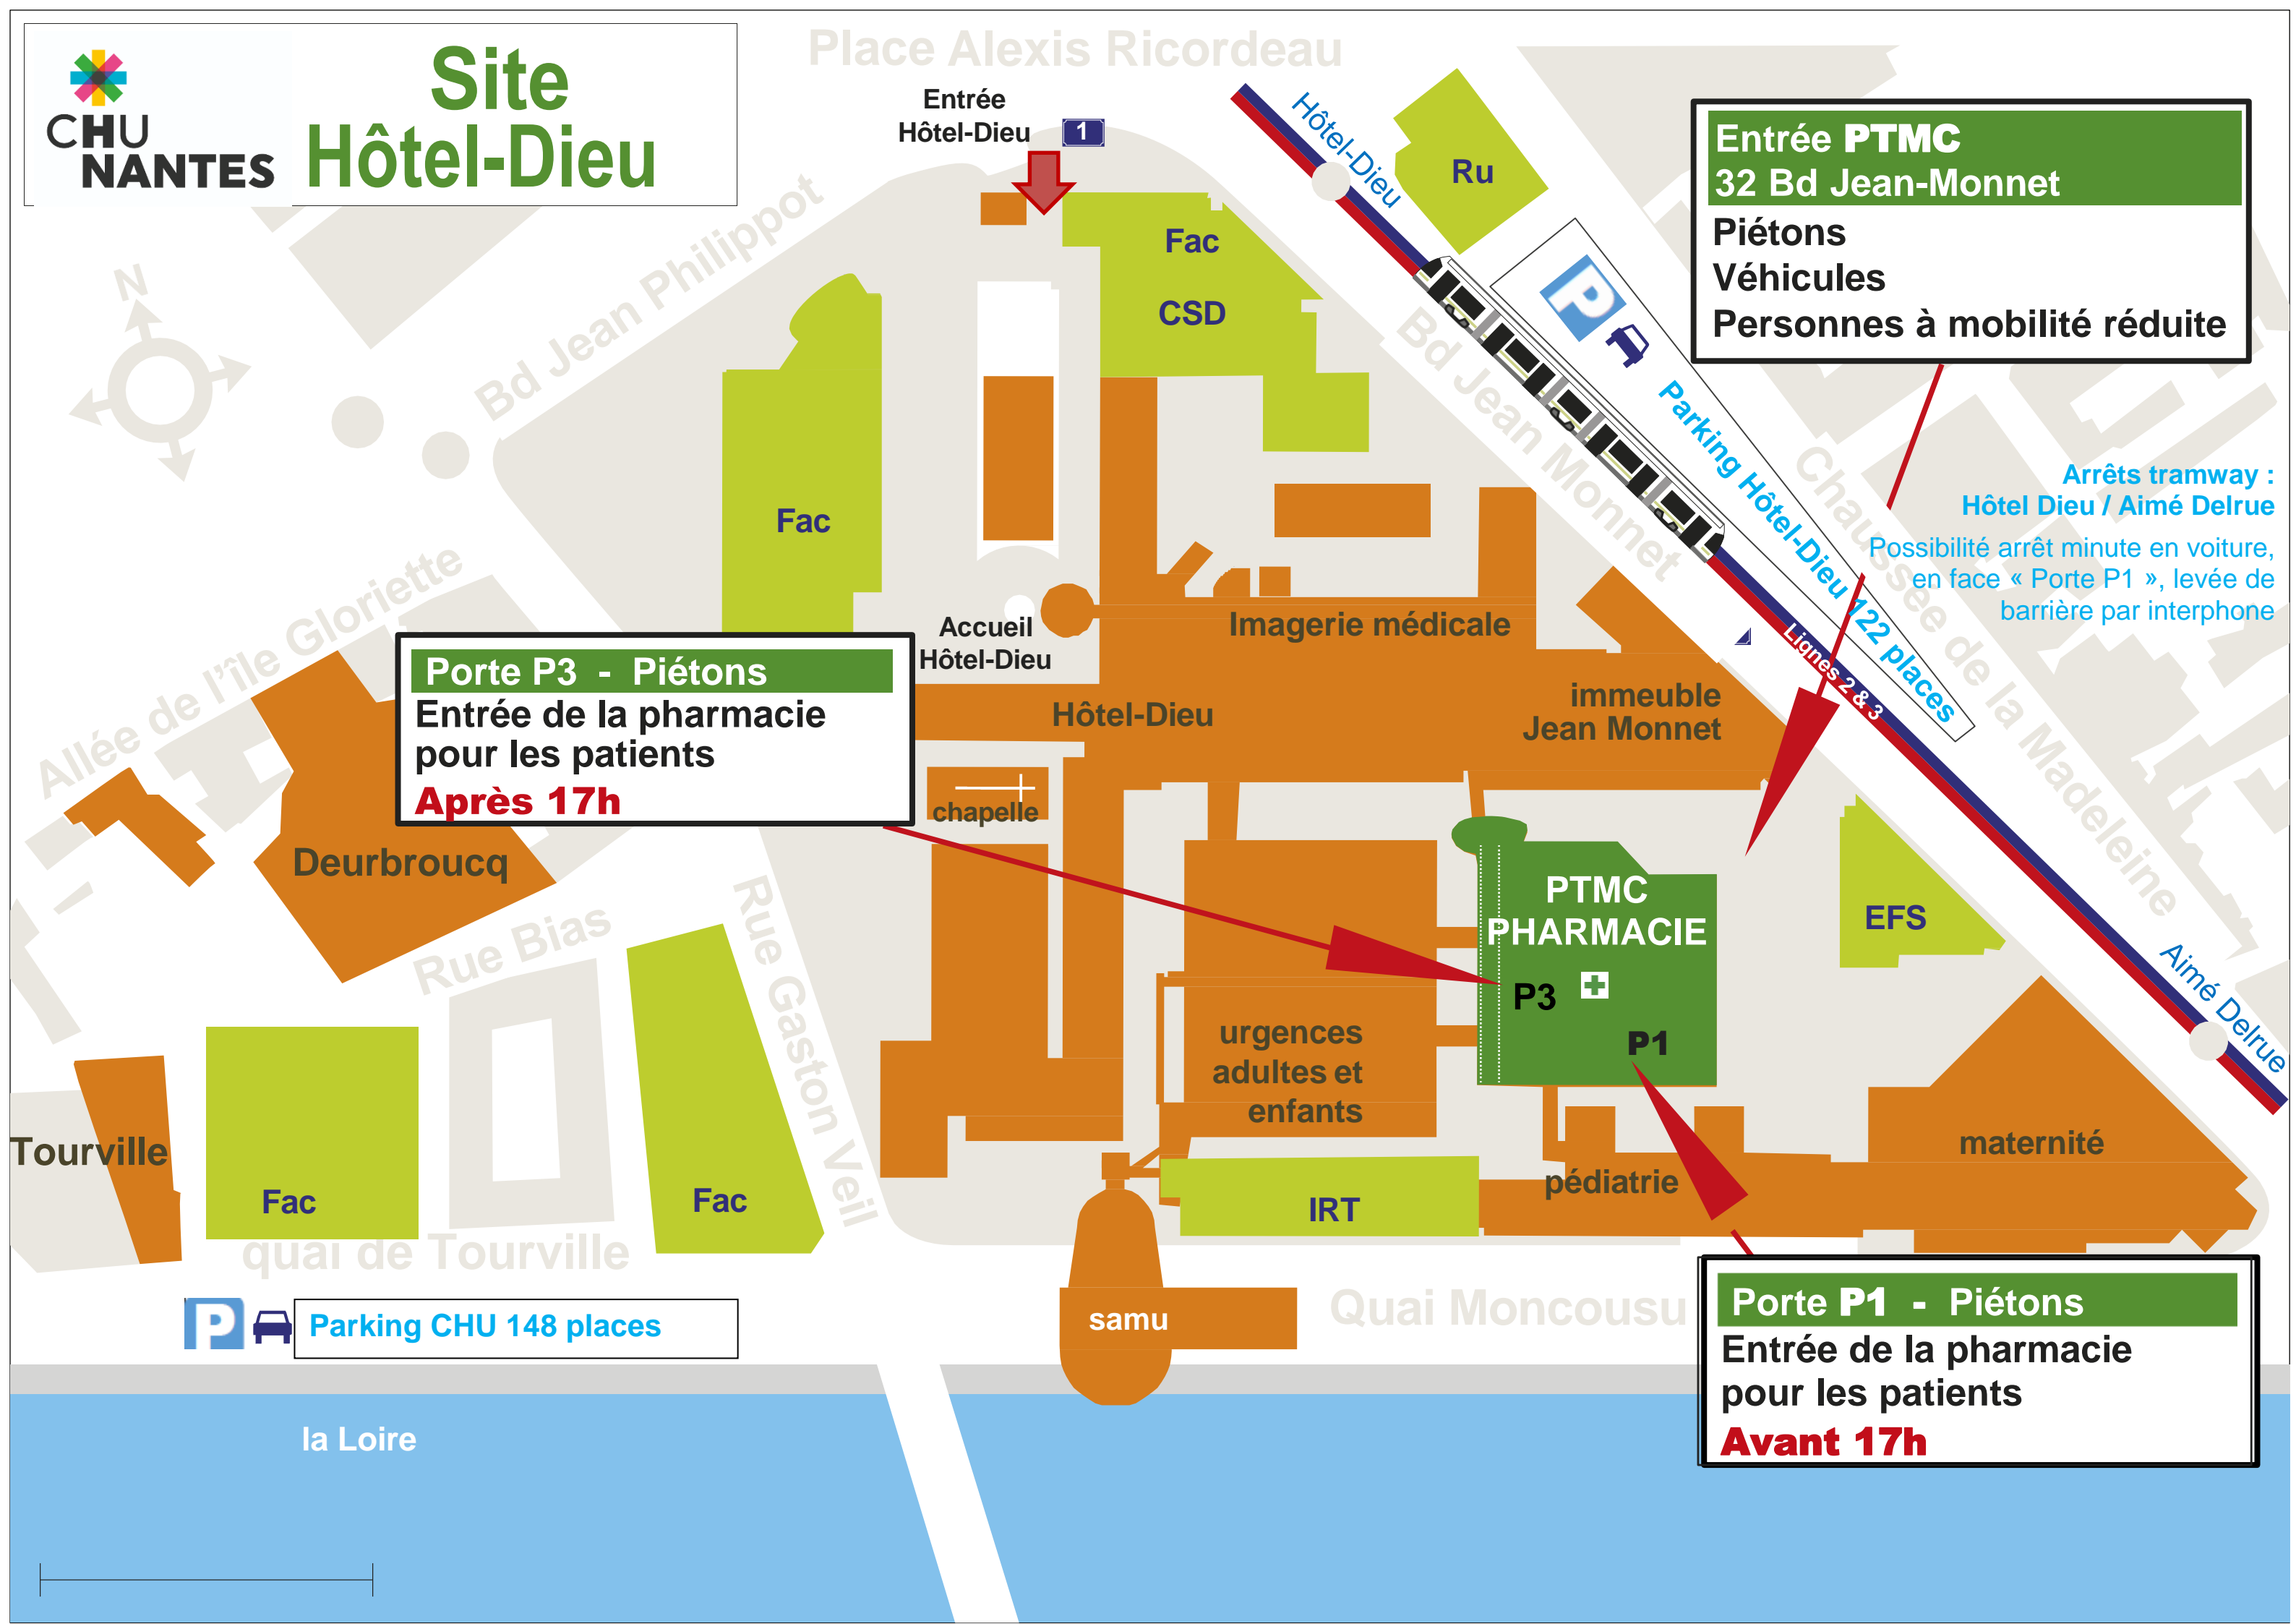 CHU
NANTES
Site
Hôtel-Dieu
Place Alexis Ricordeau
Entrée
Hôtel-Dieu
1
Hôtel-Dieu
Ru
Entrée PTMC
32 Bd Jean-Monnet
Piétons
Véhicules
Personnes à mobilité réduite
N
Bd Jean Philippot
Fac
CSD
P
Bd Jean Monnet
Parking Hôtel-Dieu 122 places
Chaussée de la Madeleine
Arrêts tramway :
Hôtel Dieu / Aimé Delrue
Possibilité arrêt minute en voiture,
en face « Porte P1 », levée de
barrière par interphone
Fac
Allée de l'île Gloriette
Accueil
Hôtel-Dieu
Imagerie médicale
Lignes 2 & 3
Porte P3 - Piétons
Entrée de la pharmacie
pour les patients
Après 17h
Hôtel-Dieu
immeuble
Jean Monnet
chapelle
Deurbroucq
Rue Bias
Rue Gaston Veil
PTMC
PHARMACIE
P3
P1
EFS
Aimé Delrue
urgences
adultes et
enfants
Tourville
Fac
Fac
pédiatrie
maternité
IRT
quai de Tourville
P
Parking CHU 148 places
samu
Quai Moncousu
Porte P1 - Piétons
Entrée de la pharmacie
pour les patients
Avant 17h
la Loire